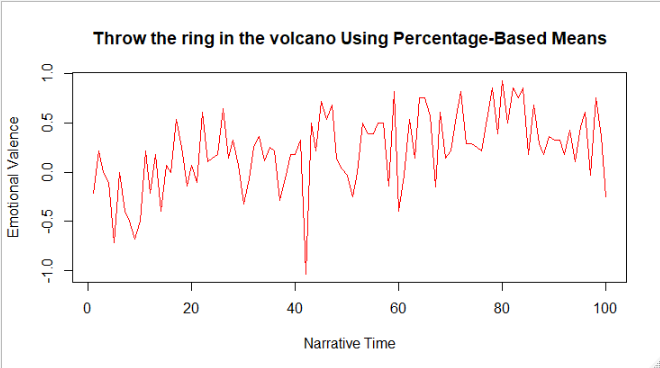 Throw the ring in the volcano Using Percentage-Based Means
Emotional Valence
1.0
0.5
0.0
-0.5
-1.0
0 20 40 60 80 100
Narrative Time